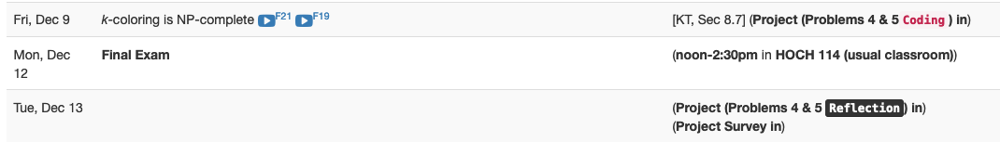 Fri, Dec 9 k-coloring is NP-complete F21 F19 [KT, Sec 8.7] (Project (Problems 4 & 5 Coding ) in)
Mon, Dec 12 Final Exam (noon-2:30pm in HOCH 114 (usual classroom))
Tue, Dec 13 (Project (Problems 4 & 5 Reflection) in)
(Project Survey in)